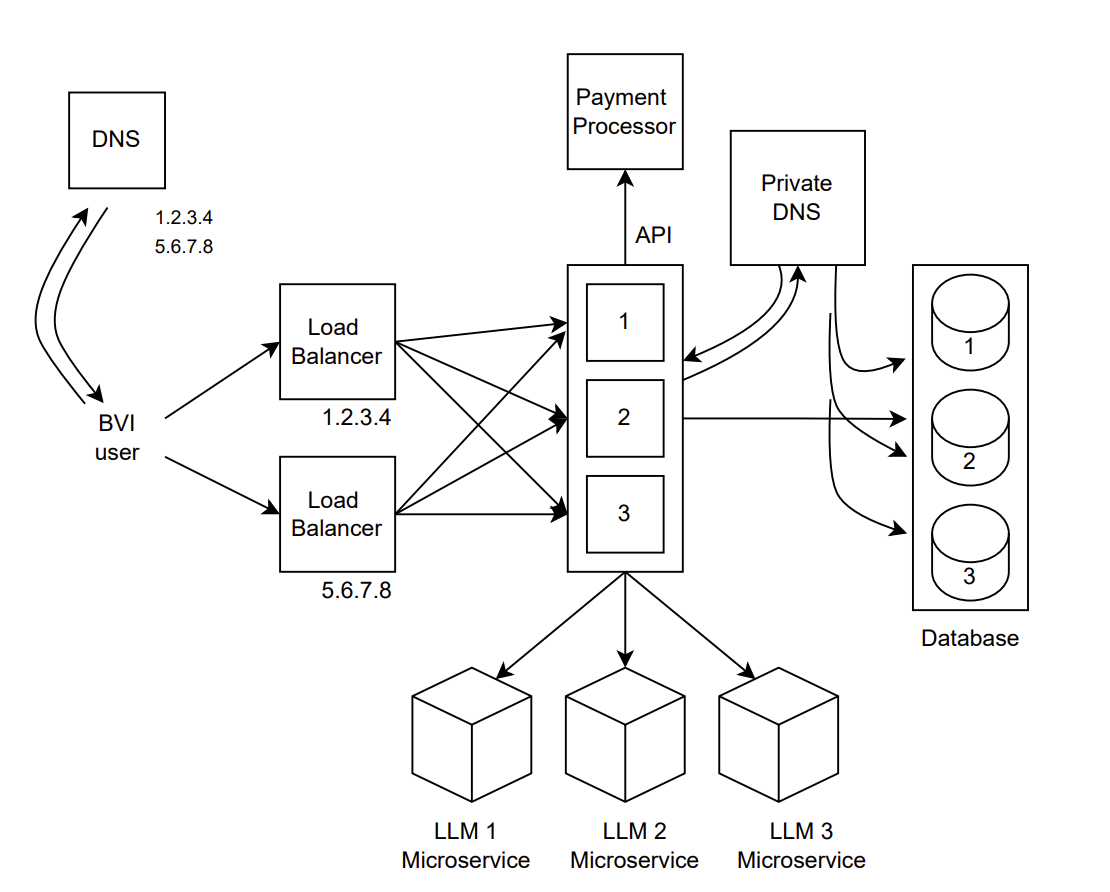 DNS
1.2.3.4
5.6.7.8
BVI
user
Load
Balancer
1.2.3.4
Load
Balancer
5.6.7.8
Payment
Processor
API
1
2
3
Private
DNS
1
2
3
Database
LLM 1
Microservice
LLM 2
Microservice
LLM 3
Microservice